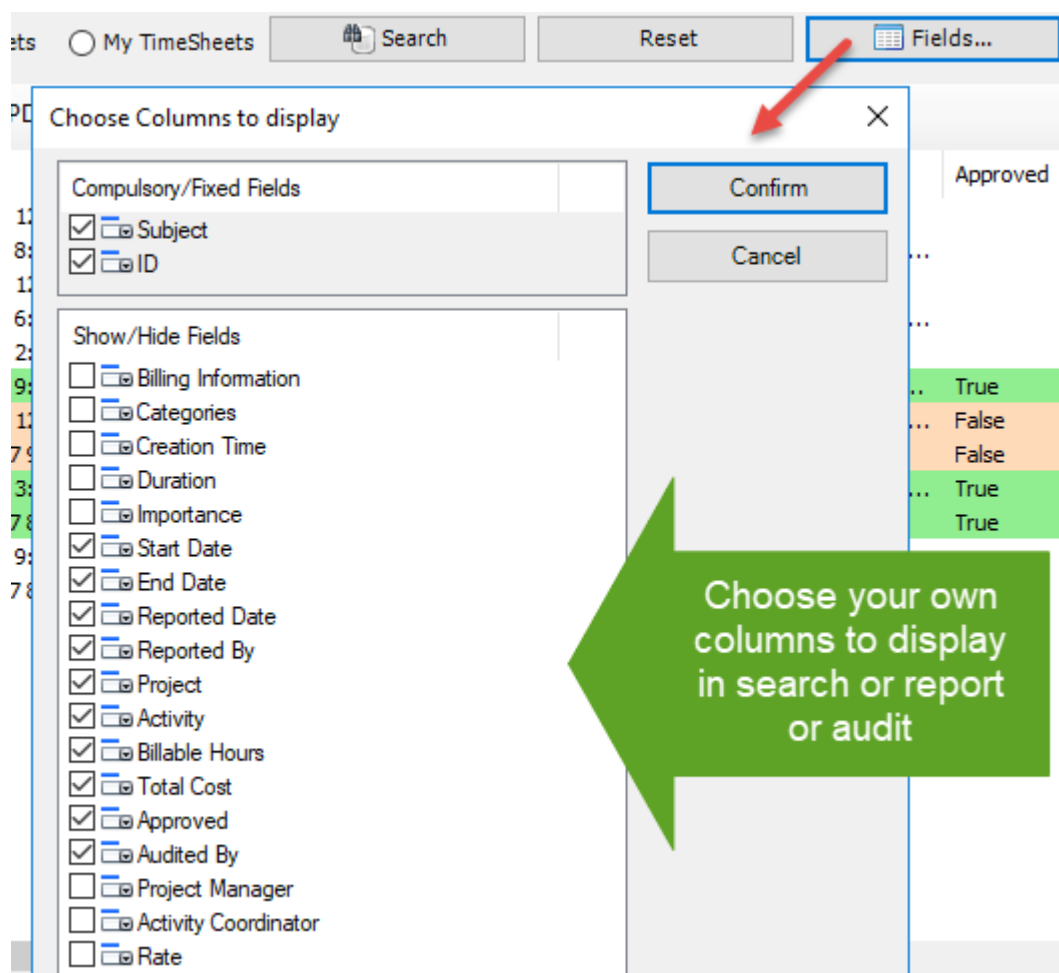 ets My TimeSheets Search Reset Fields...
Choose Columns to display
Approved
Compulsory/Fixed Fields
Confirm
Subject
ID
Cancel
Show/Hide Fields
Billing Information
Categories
Creation Time
Duration
Importance
Start Date
End Date
Reported Date
Reported By
Project
Activity
Billable Hours
Total Cost
Approved
Audited By
Project Manager
Activity Coordinator
Rate
True
False
False
True
True
Choose your own
columns to display
in search or report
or audit